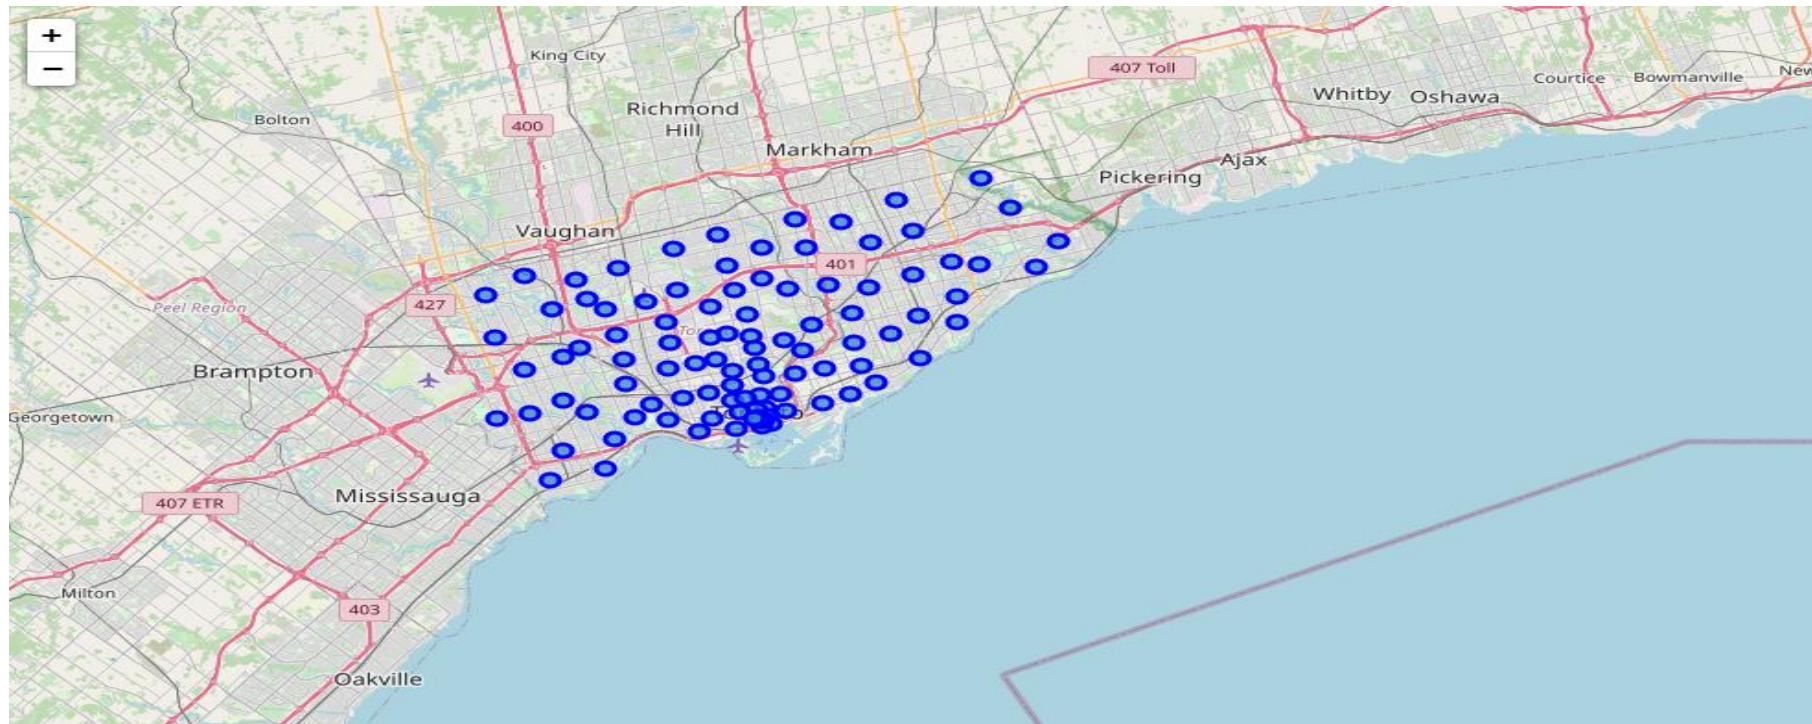 +
−
King City
407 Toll
Courtice
Bowmanville
New
Whitby
Oshawa
Richmond
Hill
Bolton
400
Markham
Ajax
Pickering
Vaughan
401
427
Peel Region
Brampton
Georgetown
Mississauga
407 ETR
Milton
403
Oakville